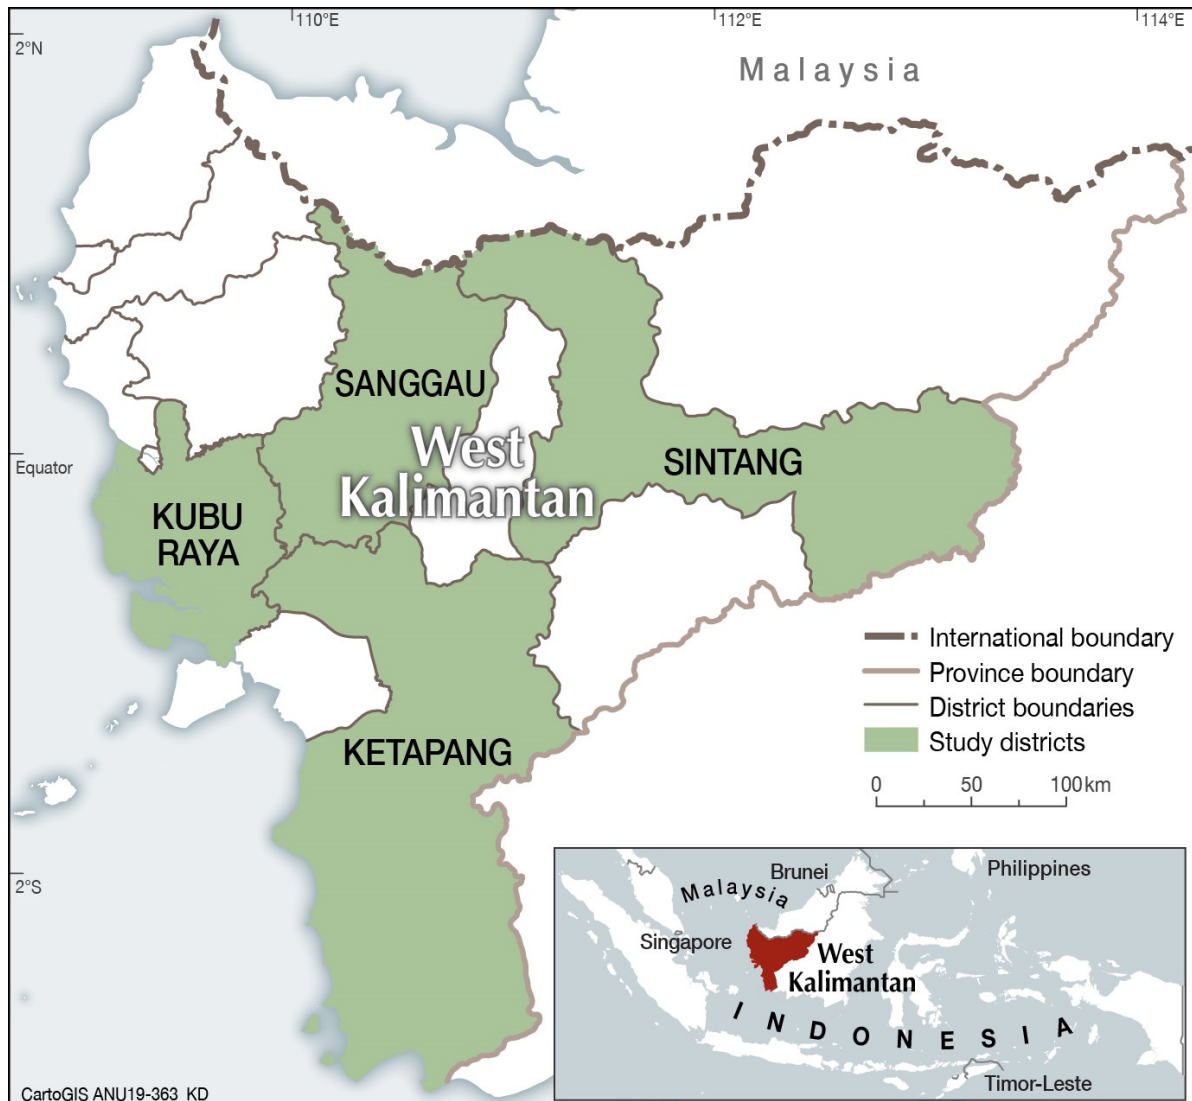 110°E
112°E
114°E
2°N
Malaysia
SANGGAU
West
Kalimantan
SINTANG
Equator
KUBU
RAYA
International boundary
Province boundary
District boundaries
Study districts
KETAPANG
0 50 100km
2°S
Brunei
Philippines
Malaysia
Singapore
West
Kalimantan
INDONESIA
Timor-Leste
CartoGIS ANU19-363 KD